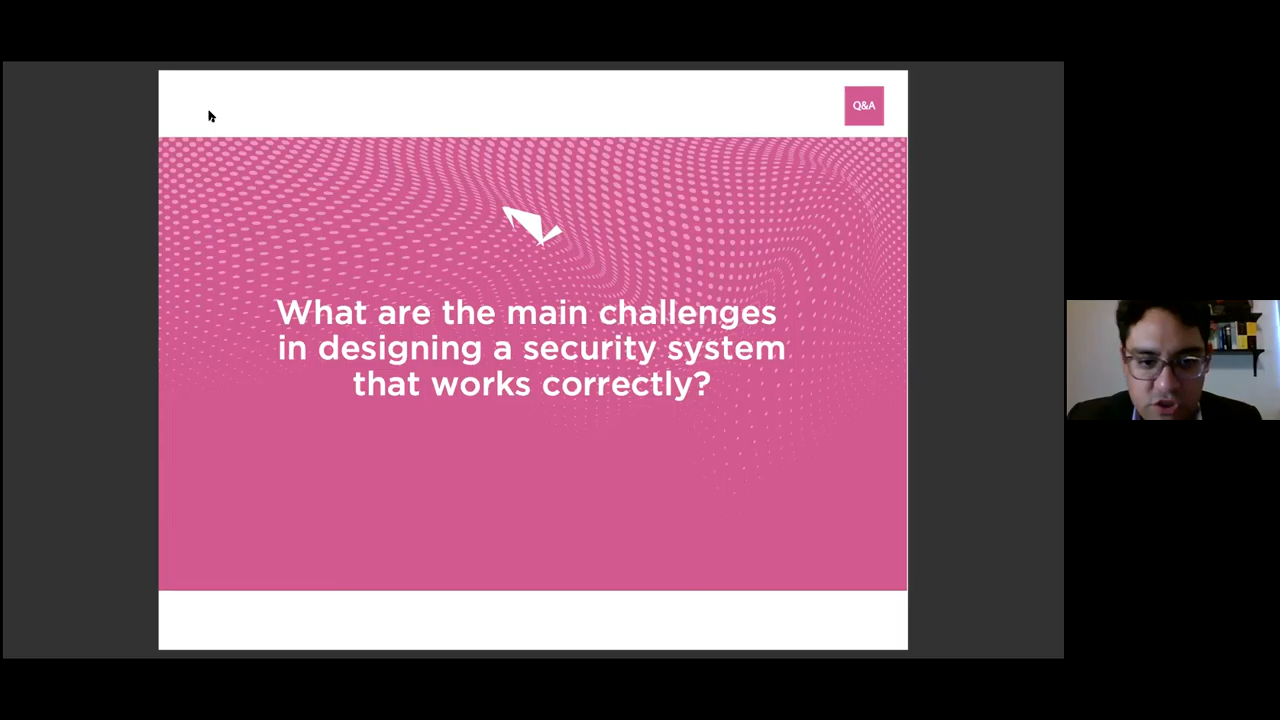 Q&A
What are the main challenges
in designing a security system
that works correctly?